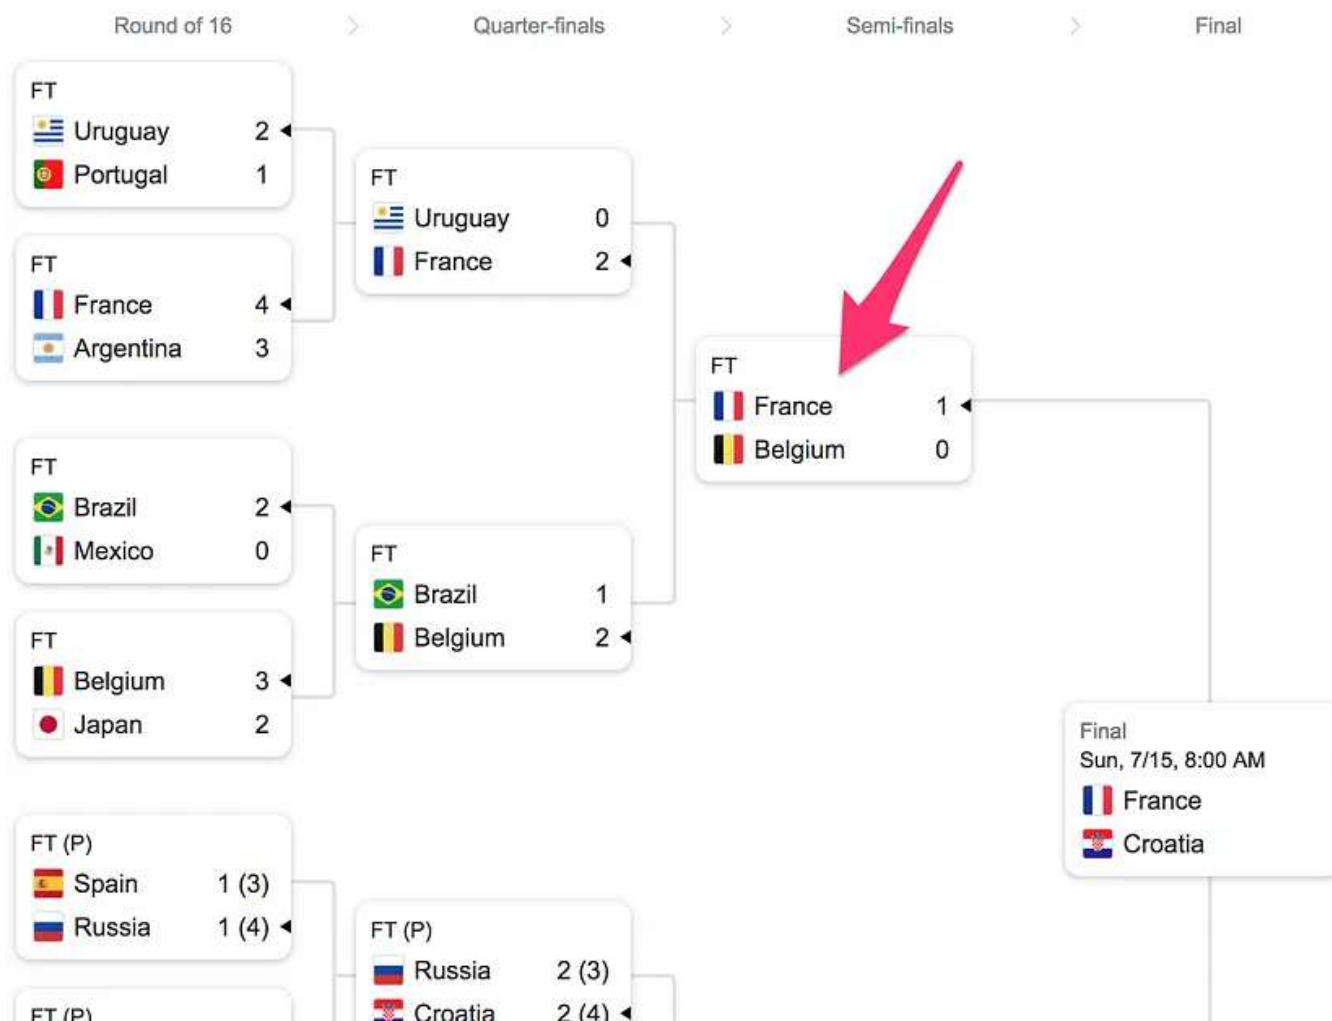 Round of 16
Quarter-finals
Semi-finals
Final
FT
Uruguay 2
Portugal 1
FT
France 4
Argentina 3
FT
Brazil 2
Mexico 0
FT
Belgium 3
Japan 2
FT (P)
Spain 1 (3)
Russia 1 (4)
FT (P)
FT
Uruguay 0
France 2
FT
Brazil 1
Belgium 2
FT (P)
Russia 2 (3)
Croatia 2 (4)
FT
France 1
Belgium 0
Final
Sun, 7/15, 8:00 AM
France
Croatia